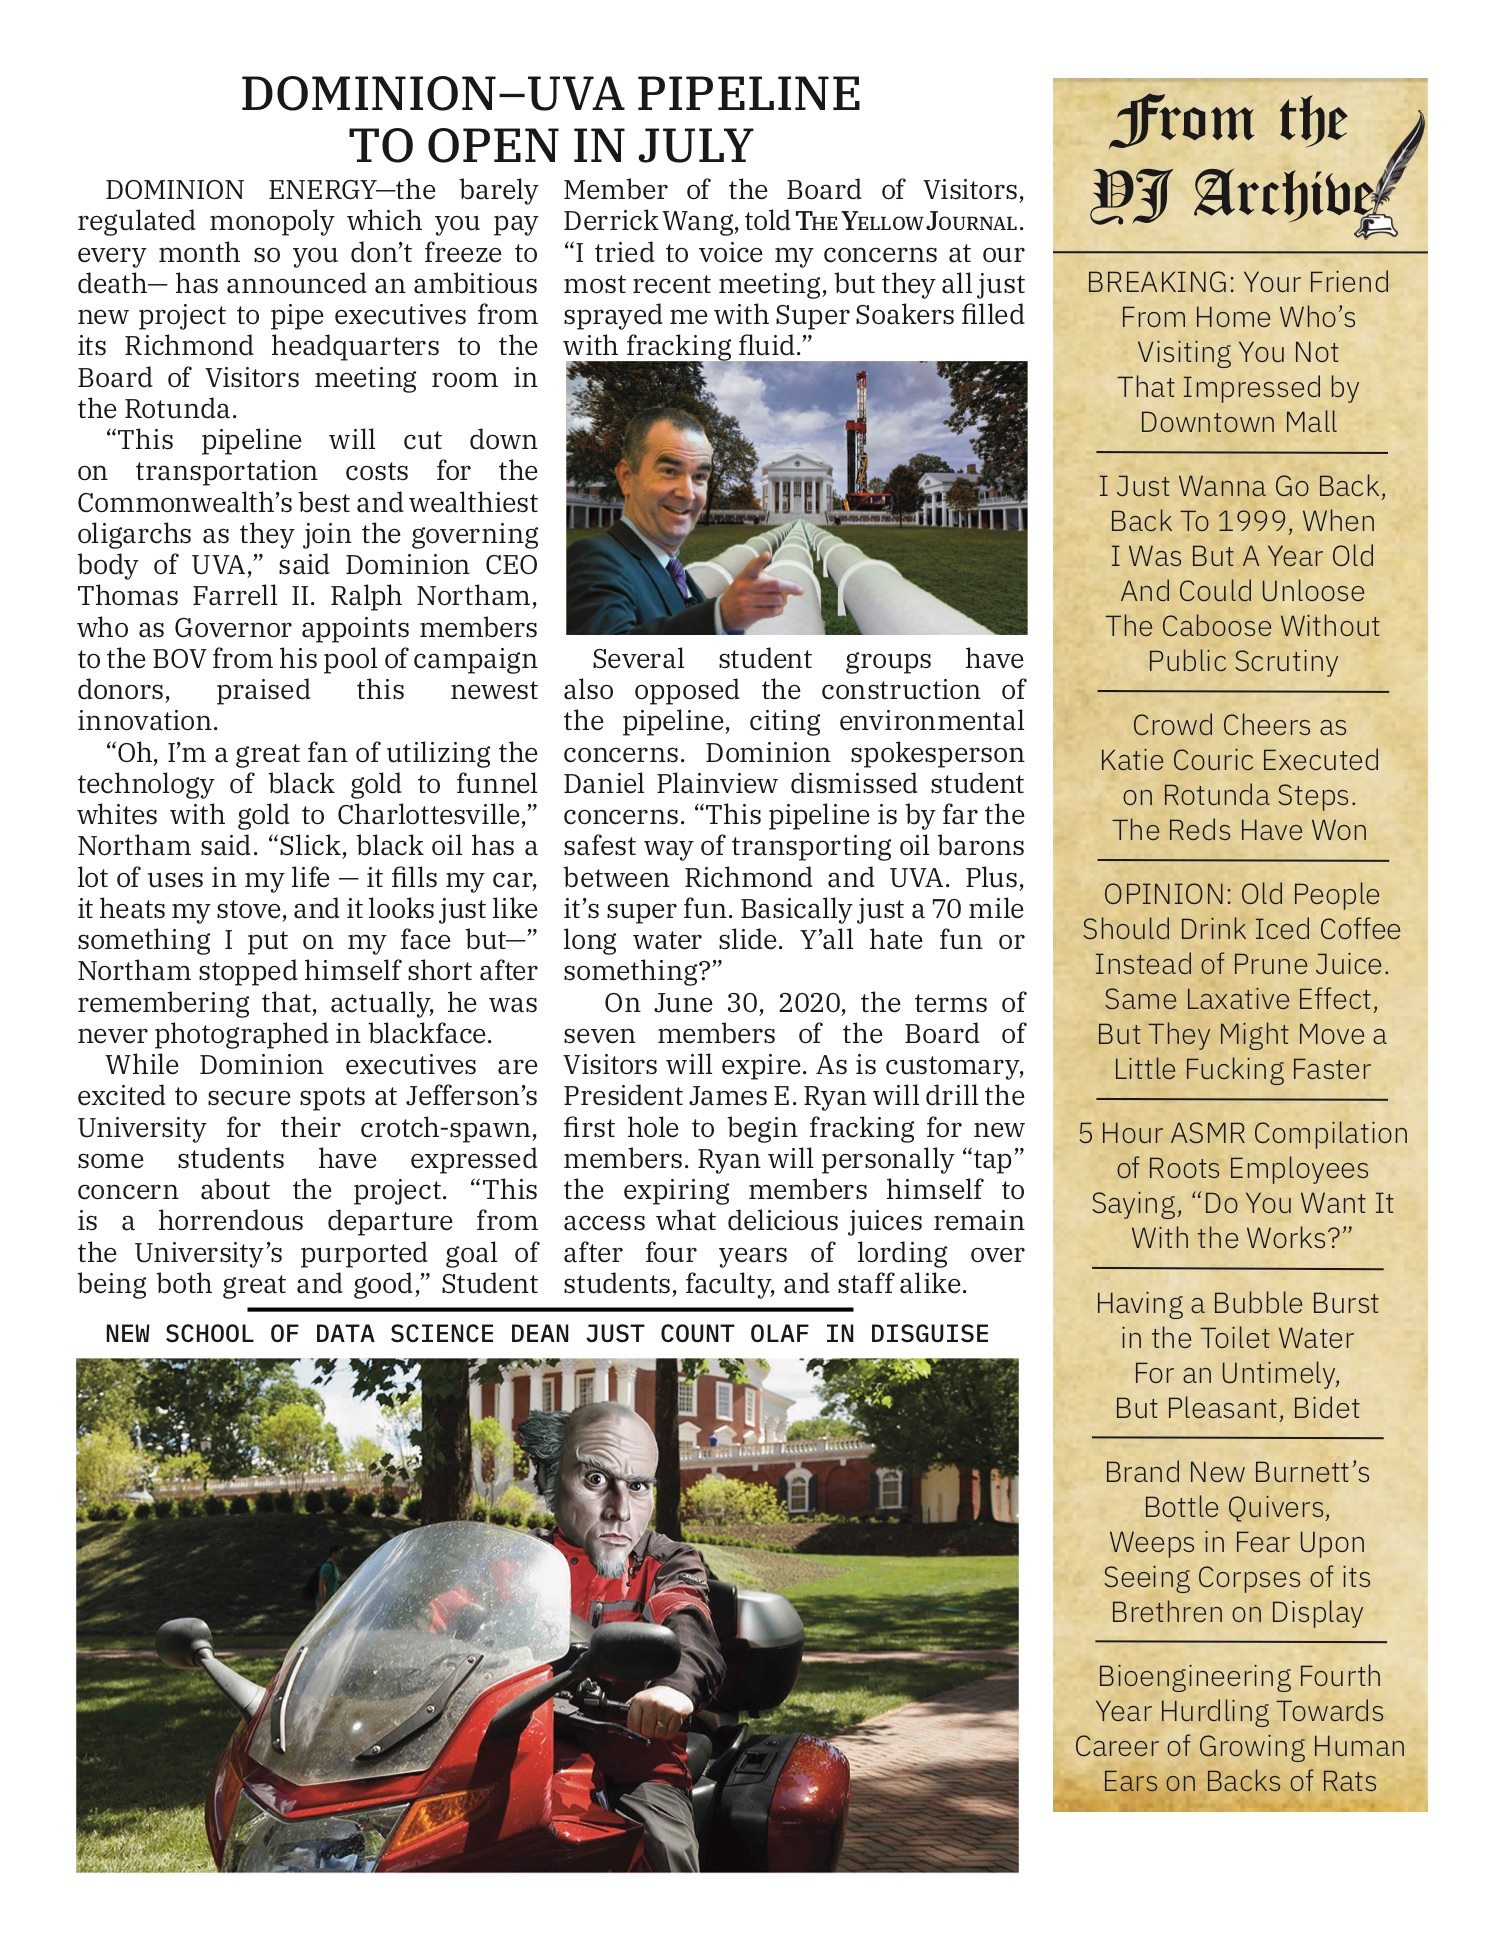 DOMINION–UVA PIPELINE
TO OPEN IN JULY
DOMINION ENERGY—the barely
regulated monopoly which you pay
every month so you don’t freeze to
death— has announced an ambitious
new project to pipe executives from
its Richmond headquarters to the
Board of Visitors meeting room in
the Rotunda.
“This pipeline will cut down
on transportation costs for the
Commonwealth’s best and wealthiest
oligarchs as they join the governing
body of UVA,” said Dominion CEO
Thomas Farrell II. Ralph Northam,
who as Governor appoints members
to the BOV from his pool of campaign
donors, praised this newest
innovation.
“Oh, I’m a great fan of utilizing the
technology of black gold to funnel
whites with gold to Charlottesville,”
Northam said. “Slick, black oil has a
lot of uses in my life — it fills my car,
it heats my stove, and it looks just like
something I put on my face but—”
Northam stopped himself short after
remembering that, actually, he was
never photographed in blackface.
While Dominion executives are
excited to secure spots at Jefferson’s
University for their crotch-spawn,
some students have expressed
concern about the project. “This
is a horrendous departure from
the University’s purported goal of
being both great and good,” Student
Member of the Board of Visitors,
Derrick Wang, told THE YELLOW JOURNAL.
“I tried to voice my concerns at our
most recent meeting, but they all just
sprayed me with Super Soakers filled
with fracking fluid.”
Several student groups have
also opposed the construction of
the pipeline, citing environmental
concerns. Dominion spokesperson
Daniel Plainview dismissed student
concerns. “This pipeline is by far the
safest way of transporting oil barons
between Richmond and UVA. Plus,
it’s super fun. Basically just a 70 mile
long water slide. Y’all hate fun or
something?”
On June 30, 2020, the terms of
seven members of the Board of
Visitors will expire. As is customary,
President James E. Ryan will drill the
first hole to begin fracking for new
members. Ryan will personally “tap”
the expiring members himself to
access what delicious juices remain
after four years of lording over
students, faculty, and staff alike.
NEW SCHOOL OF DATA SCIENCE DEAN JUST COUNT OLAF IN DISGUISE
From the
YJ Archive
BREAKING: Your Friend
From Home Who’s
Visiting You Not
That Impressed by
Downtown Mall
I Just Wanna Go Back,
Back To 1999, When
I Was But A Year Old
And Could Unloose
The Caboose Without
Public Scrutiny
Crowd Cheers as
Katie Couric Executed
on Rotunda Steps.
The Reds Have Won
OPINION: Old People
Should Drink Iced Coffee
Instead of Prune Juice.
Same Laxative Effect,
But They Might Move a
Little Fucking Faster
5 Hour ASMR Compilation
of Roots Employees
Saying, “Do You Want It
With the Works?”
Having a Bubble Burst
in the Toilet Water
For an Untimely,
But Pleasant, Bidet
Brand New Burnett’s
Bottle Quivers,
Weeps in Fear Upon
Seeing Corpses of its
Brethren on Display
Bioengineering Fourth
Year Hurdling Towards
Career of Growing Human
Ears on Backs of Rats